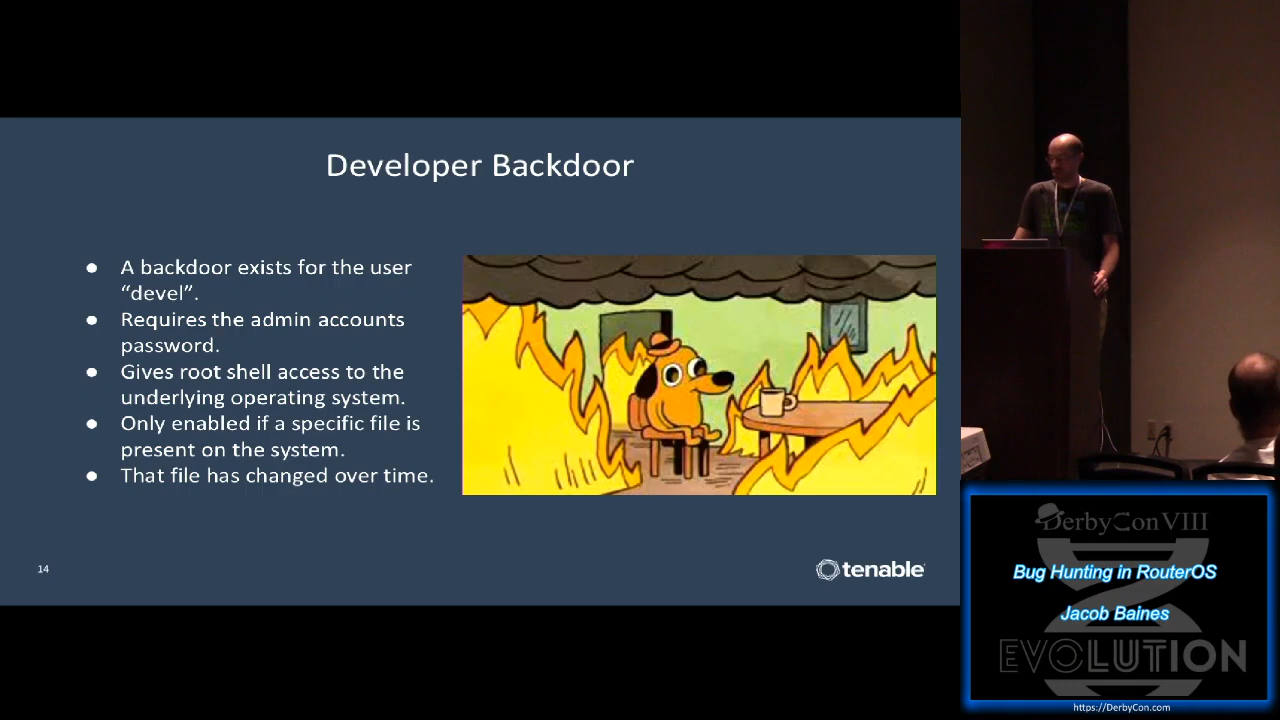 Developer Backdoor
● A backdoor exists for the user
“devel”.
● Requires the admin accounts
password.
● Gives root shell access to the
underlying operating system.
● Only enabled if a specific file is
present on the system.
● That file has changed over time.
14
tenable
DerbyCon VIII
Bug Hunting in RouterOS
Jacob Baines
EVOLUTION
https://DerbyCon.com